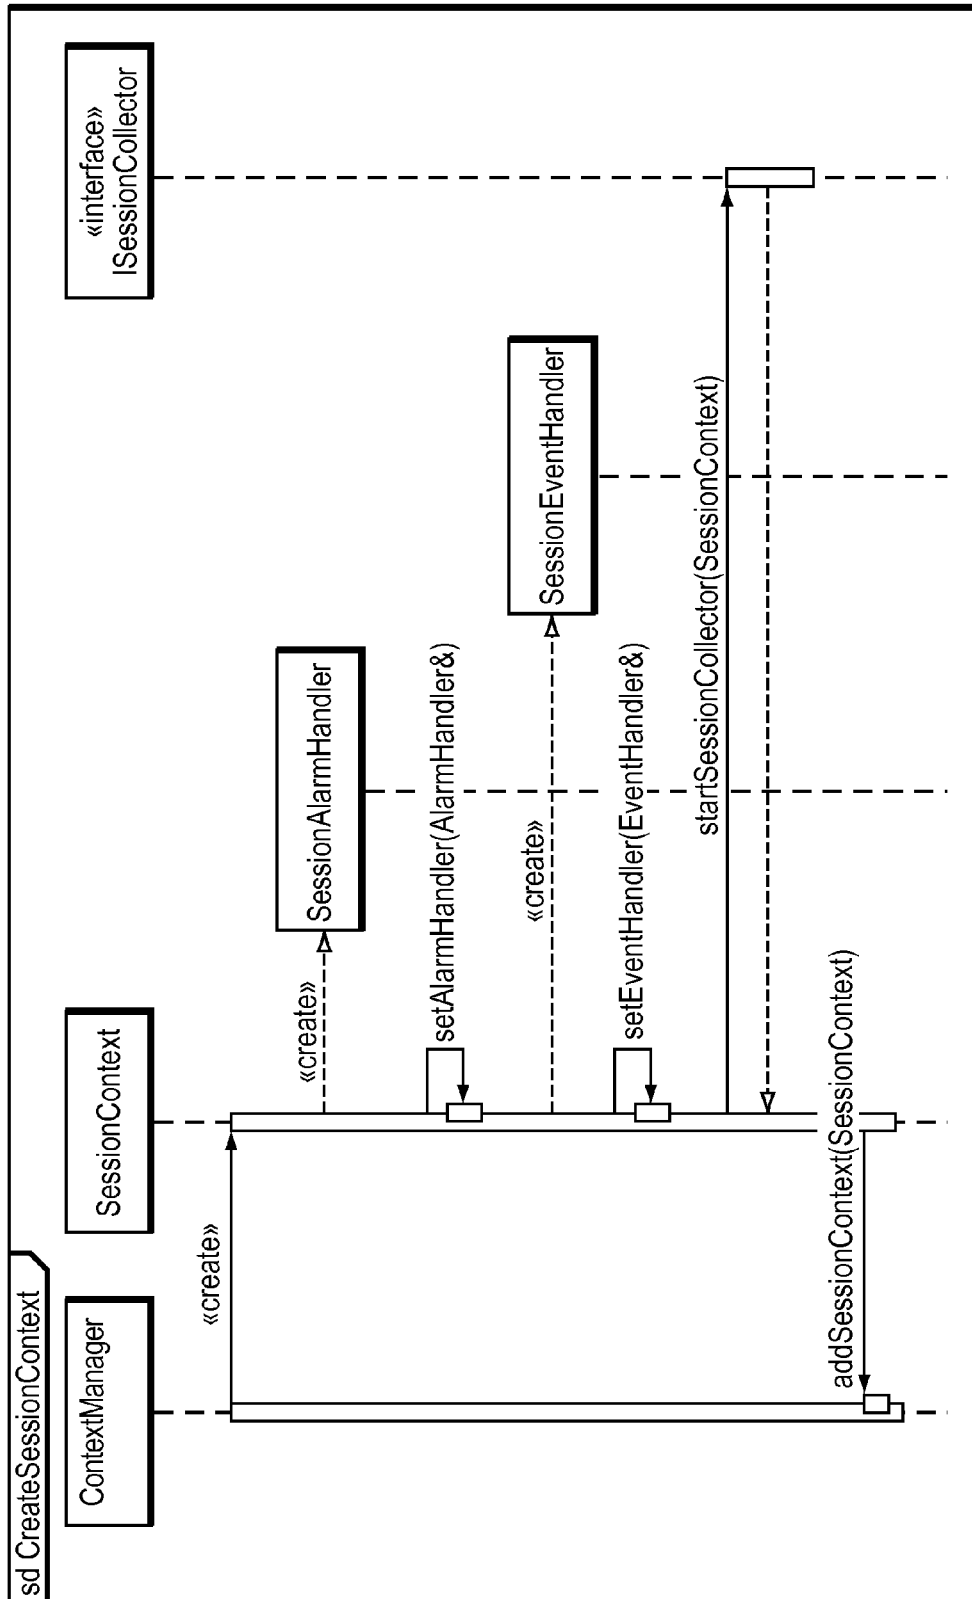 sd CreateSessionContext
ContextManager
SessionContext
«interface»
ISessionCollector
«create»
SessionAlarmHandler
«create»
setAlarmHandler(AlarmHandler&)
SessionEventHandler
«create»
setEventHandler(EventHandler&)
startSessionCollector(SessionContext)
addSessionContext(SessionContext)